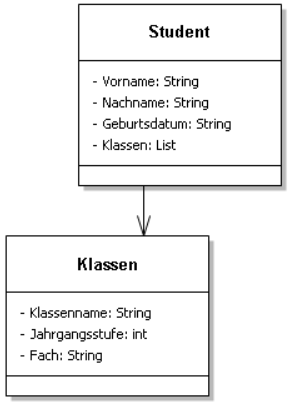 Student
- Vorname: String
- Nachname: String
- Geburtsdatum: String
- Klassen: List
Klassen
- Klassenname: String
- Jahrgangsstufe: int
- Fach: String